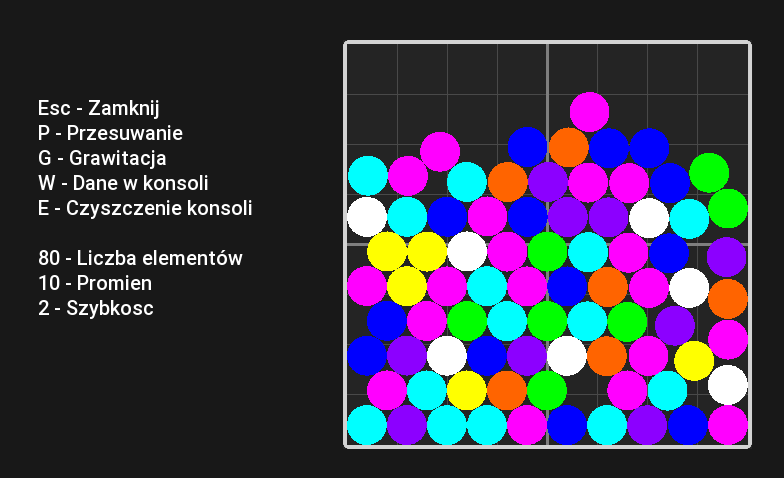 Esc - Zamknij
P - Przesuwanie
G - Grawitacja
W - Dane w konsoli
E - Czyszczenie konsoli
80 - Liczba elementów
10 - Promien
2 - Szybkosc